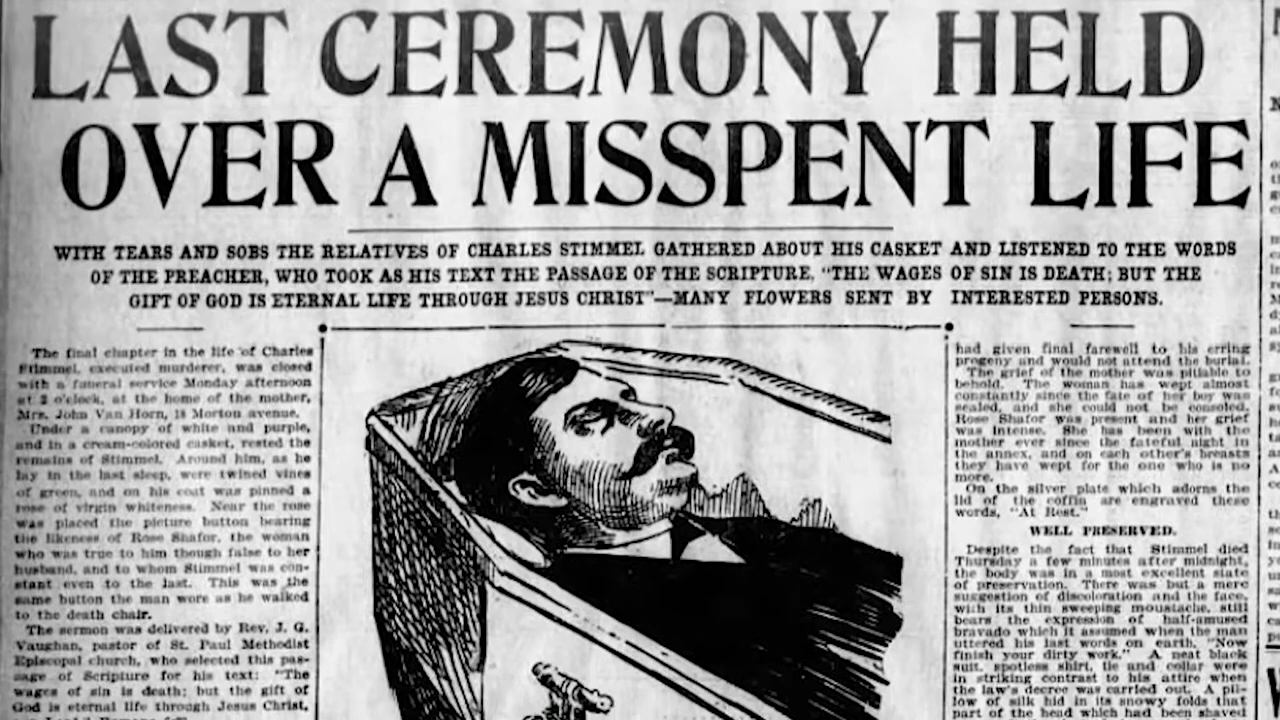 LAST CEREMONY HELD
OVER A MISSPENT LIFE
WITH TEARS AND SOBS THE RELATIVES OF CHARLES STIMMEL GATHERED ABOUT HIS CASKET AND LISTENED TO THE WORDS
OF THE PREACHER, WHO TOOK AS HIS TEXT THE PASSAGE OF THE SCRIPTURE, "THE WAGES OF SIN IS DEATH; BUT THE
GIFT OF GOD IS ETERNAL LIFE THROUGH JESUS CHRIST"—MANY FLOWERS SENT BY INTERESTED PERSONS.
The final chapter in the life of Charles
Stimmel, executed murderer, was closed
with a funeral service Monday afternoon
at 2 o'clock, at the home of the mother,
Mrs. John Van Horn, 18 Morton avenue.
Under a canopy of white and purple,
and in a cream-colored casket, rested the
remains of Stimmel. Around him, as he
lay in the last sleep, were twined vines
of green, and on his coat was pinned a
rose of virgin whiteness. Near the rose
was placed the picture button bearing
the likeness of Rose Shafor, the woman
who was true to him though false to her
husband, and to whom Stimmel was con-
stant even to the last. This was the
same button the man wore as he walked
to the death chair.
The sermon was delivered by Rev. J. G.
Vaughan, pastor of St. Paul Methodist
Episcopal church, who selected this pas-
sage of Scripture for his text: "The
wages of sin is death; but the gift of
God is eternal life through Jesus Christ,
had given final farewell to his erring
progeny and would not attend the burial.
The grief of the mother was pitiable to
behold. The woman has wept almost
constantly since the fate of her boy was
sealed, and she could not be consoled.
Rose Shafor was present and her grief
was intense. She has been with the
mother ever since the fateful night in
the annex, and on each other's breasts
they have wept for the one who is no
more.
On the silver plate which adorns the
lid of the coffin are engraved these
words, "At Rest."
WELL PRESERVED.
Despite the fact that Stimmel died
Thursday a few minutes after midnight,
the body was in a most excellent state
of preservation. There was but a mere
suggestion of discoloration and the face,
with its thin sweeping moustache, still
bears the expression of half-amused
bravado which it assumed when the man
uttered his last words on earth, "Now
finish your dirty work." A neat black
suit, spotless shirt, tie and collar were
in striking contrast to his attire when
the law's decree was carried out. A pil-
low of silk hid in its snowy folds that
part of the head which had been shaved